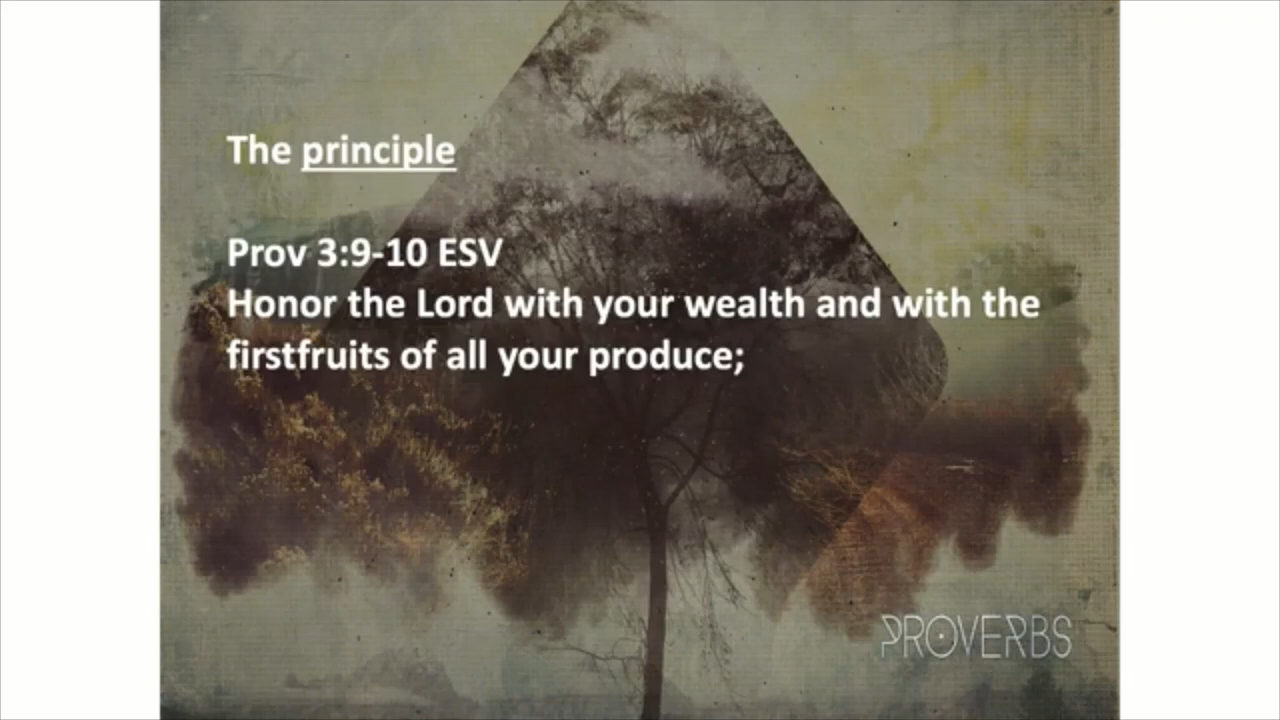 The principle
Prov 3:9-10 ESV
Honor the Lord with your wealth and with the
firstfruits of all your produce;
PROVERBS